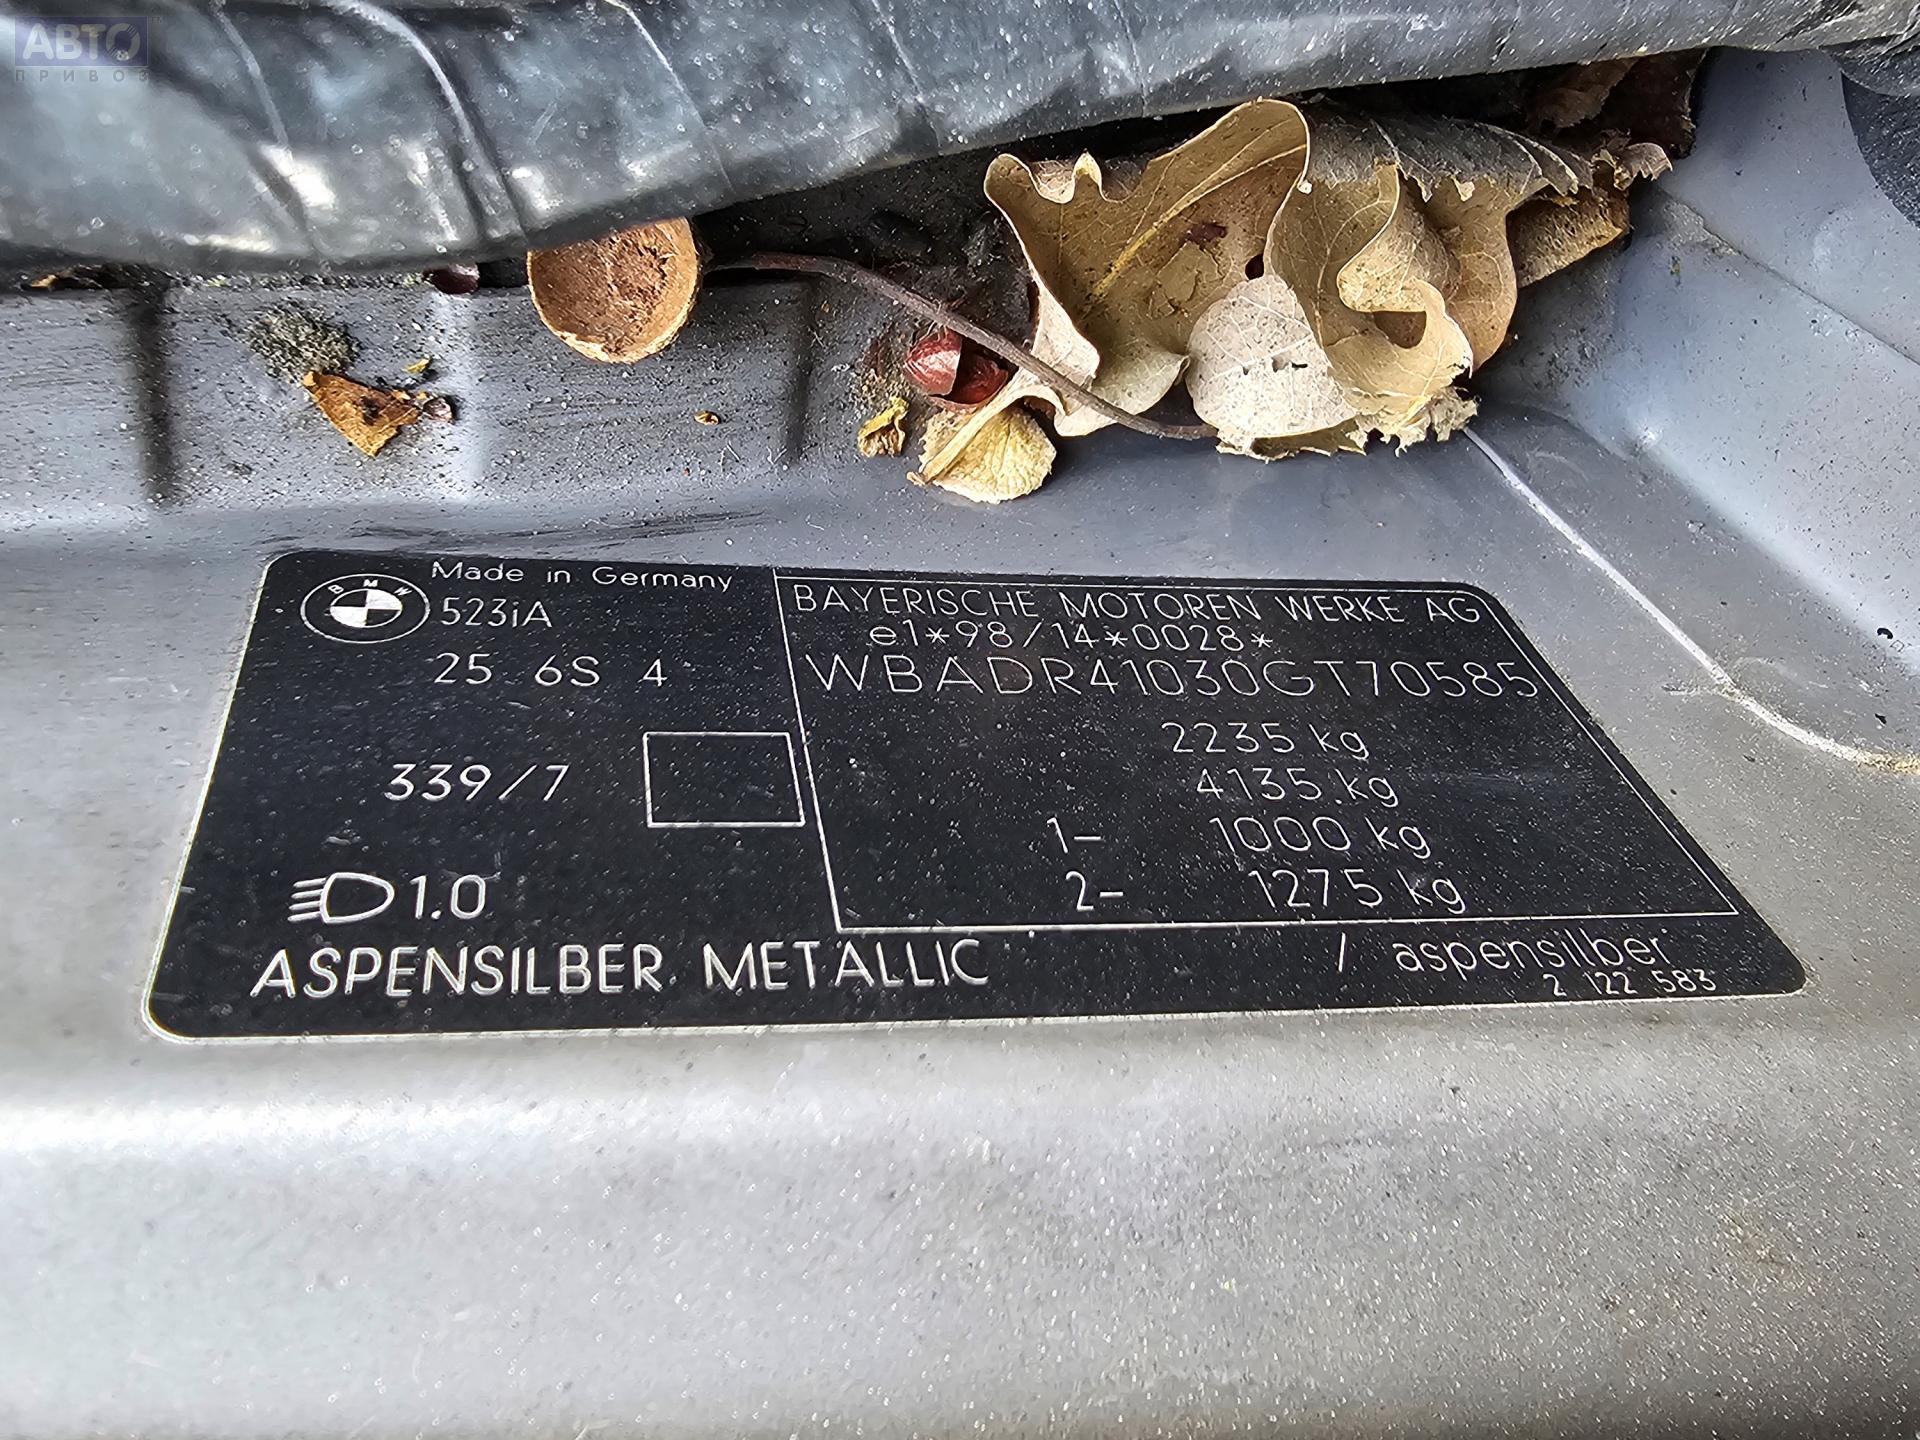 АВТО
ПРИВОЗ
Made in Germany
BMW
523iA
25 6S 4
339/7
1.0
ASPENSILBER METALLIC
BAYERISCHE MOTOREN WERKE AG
e1*98/14*0028*
WBADR41030GT70585
2235 kg
4135 kg
1- 1000 kg
2- 1275 kg
/ aspensilber
2 122 583